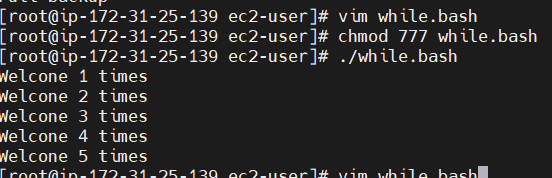 Full backup
[root@ip-172-31-25-139 ec2-user]# vim while.bash
[root@ip-172-31-25-139 ec2-user]# chmod 777 while.bash
[root@ip-172-31-25-139 ec2-user]# ./while.bash
Welcone 1 times
Welcone 2 times
Welcone 3 times
Welcone 4 times
Welcone 5 times
[root@ip-172-31-25-139 ec2-user]# vim while.bash